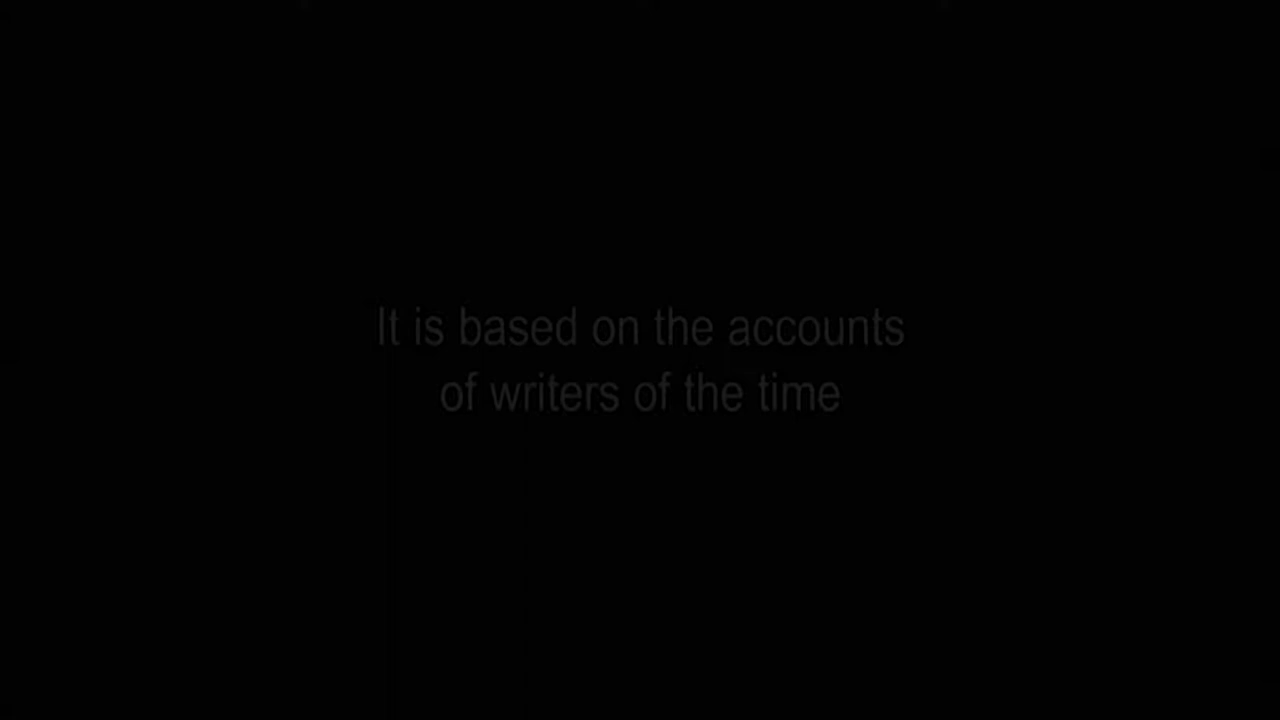 It is based on the accounts
of writers of the time